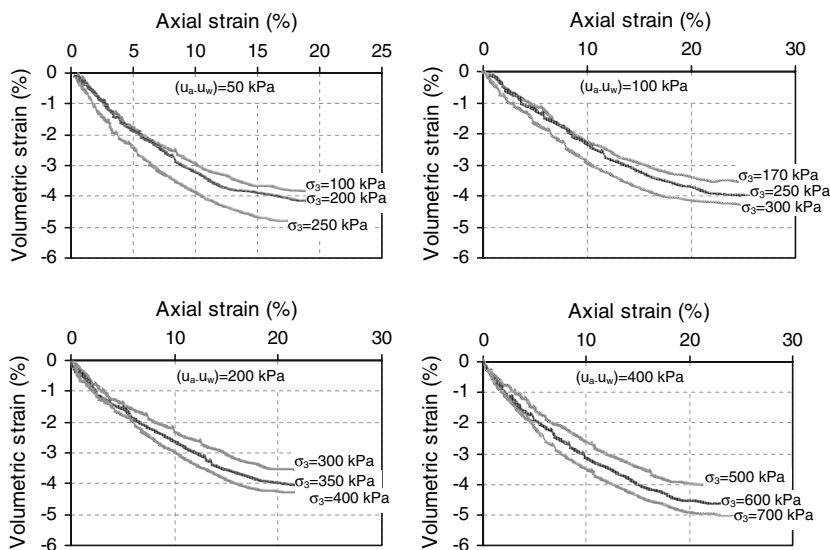 Axial strain (%)
0 5 10 15 20 25
Volumetric strain (%)
0
-1
-2
-3
-4
-5
-6
(ua-uw)=50 kPa
σ3=100 kPa
σ3=200 kPa
σ3=250 kPa
Axial strain (%)
0 10 20 30
Volumetric strain (%)
0
-1
-2
-3
-4
-5
-6
(ua-uw)=100 kPa
σ3=170 kPa
σ3=250 kPa
σ3=300 kPa
Axial strain (%)
0 10 20 30
Volumetric strain (%)
0
-1
-2
-3
-4
-5
-6
(ua-uw)=200 kPa
σ3=300 kPa
σ3=350 kPa
σ3=400 kPa
Axial strain (%)
0 10 20 30
Volumetric strain (%)
0
-1
-2
-3
-4
-5
-6
(ua-uw)=400 kPa
σ3=500 kPa
σ3=600 kPa
σ3=700 kPa